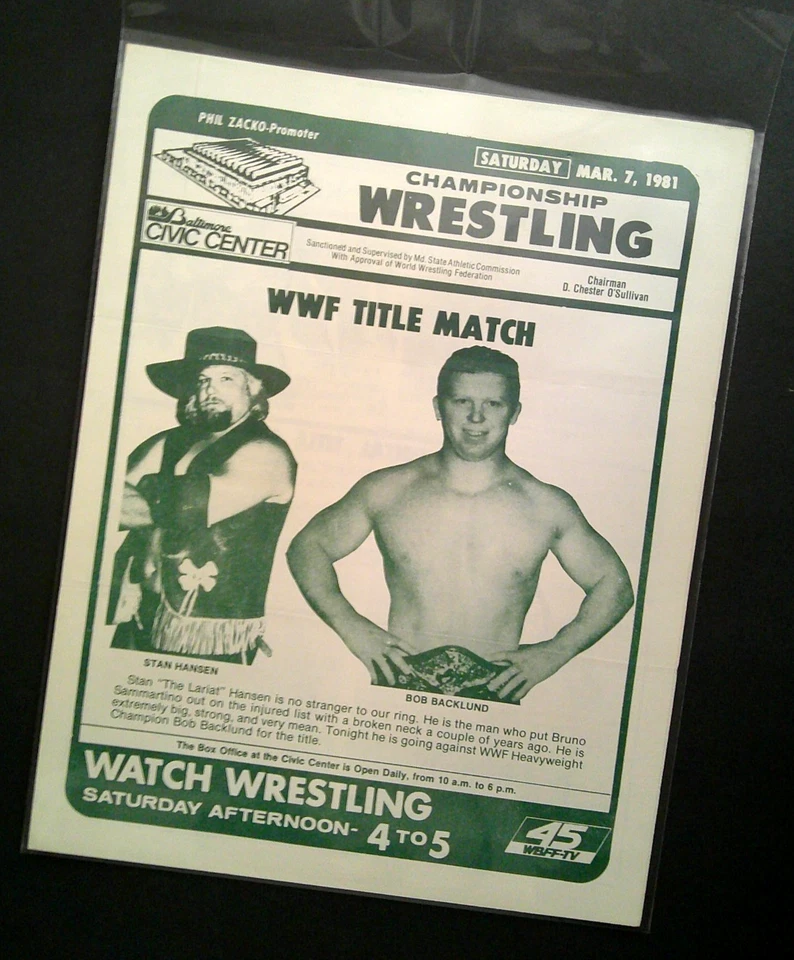 PHIL ZACKO-Promoter
SATURDAY MAR. 7, 1981
CHAMPIONSHIP
WRESTLING
Baltimore
CIVIC CENTER
Sanctioned and Supervised by Md. State Athletic Commission
With Approval of World Wrestling Federation
Chairman
D. Chester O'Sullivan
WWF TITLE MATCH
STAN HANSEN
BOB BACKLUND
Stan "The Lariat" Hansen is no stranger to our ring. He is the man who put Bruno
Sammartino out on the injured list with a broken neck a couple of years ago. He is
extremely big, strong, and very mean. Tonight he is going against WWF Heavyweight
Champion Bob Backlund for the title.
The Box Office at the Civic Center is Open Daily, from 10 a.m. to 6 p.m.
WATCH WRESTLING
SATURDAY AFTERNOON- 4 TO 5
45
WBFF-TV